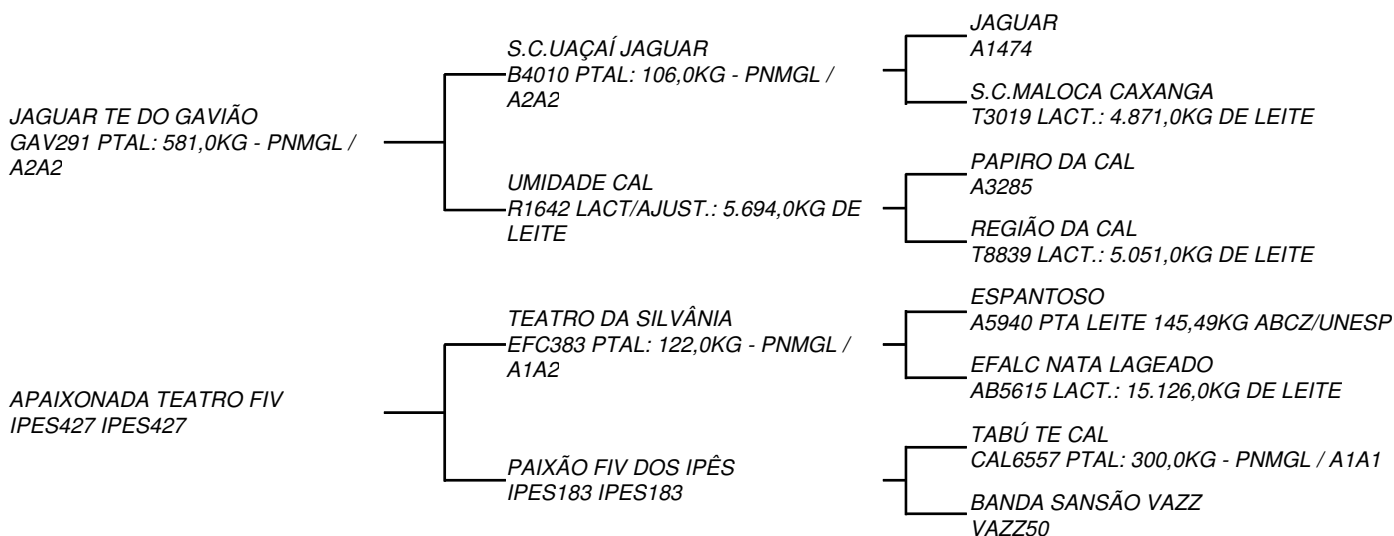 JAGUAR TE DO GAVIÃO
GAV291 PTAL: 581,0KG - PNMGL /
A2A2
APAIXONADA TEATRO FIV
IPES427 IPES427
S.C.UAÇAÍ JAGUAR
B4010 PTAL: 106,0KG - PNMGL /
A2A2
UMIDADE CAL
R1642 LACT/AJUST.: 5.694,0KG DE
LEITE
TEATRO DA SILVÂNIA
EFC383 PTAL: 122,0KG - PNMGL /
A1A2
PAIXÃO FIV DOS IPÊS
IPES183 IPES183
JAGUAR
A1474
S.C.MALOCA CAXANGA
T3019 LACT.: 4.871,0KG DE LEITE
PAPIRO DA CAL
A3285
REGIÃO DA CAL
T8839 LACT.: 5.051,0KG DE LEITE
ESPANTOSO
A5940 PTA LEITE 145,49KG ABCZ/UNESP
EFALC NATA LAGEADO
AB5615 LACT.: 15.126,0KG DE LEITE
TABÚ TE CAL
CAL6557 PTAL: 300,0KG - PNMGL / A1A1
BANDA SANSÃO VAZZ
VAZZ50